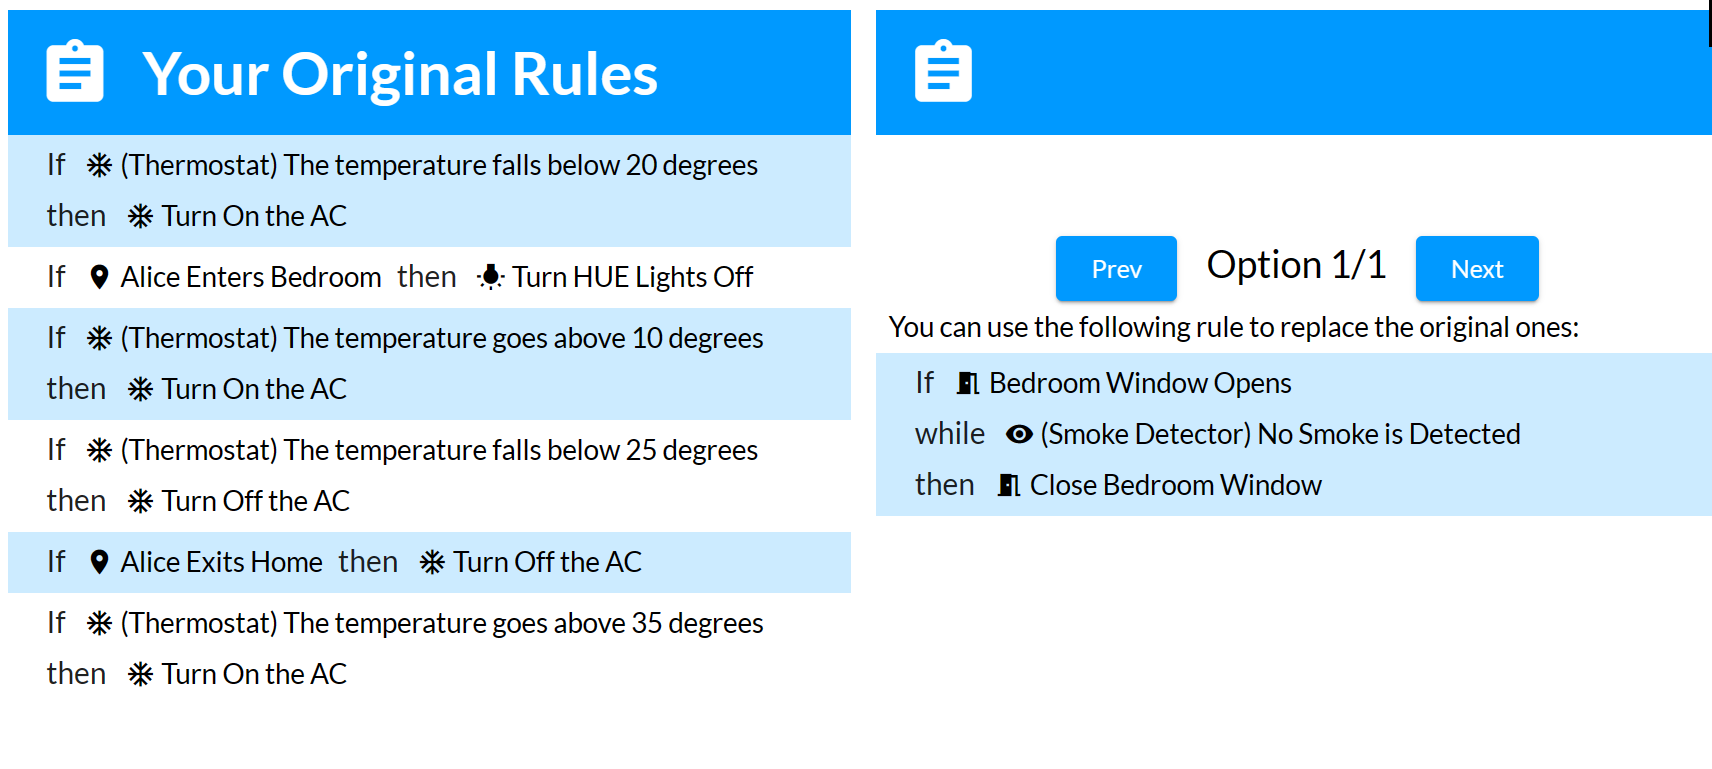 Your Original Rules
If (Thermostat) The temperature falls below 20 degrees
then Turn On the AC
If Alice Enters Bedroom then Turn HUE Lights Off
If (Thermostat) The temperature goes above 10 degrees
then Turn On the AC
If (Thermostat) The temperature falls below 25 degrees
then Turn Off the AC
If Alice Exits Home then Turn Off the AC
If (Thermostat) The temperature goes above 35 degrees
then Turn On the AC
Prev Option 1/1 Next
You can use the following rule to replace the original ones:
If Bedroom Window Opens
while (Smoke Detector) No Smoke is Detected
then Close Bedroom Window